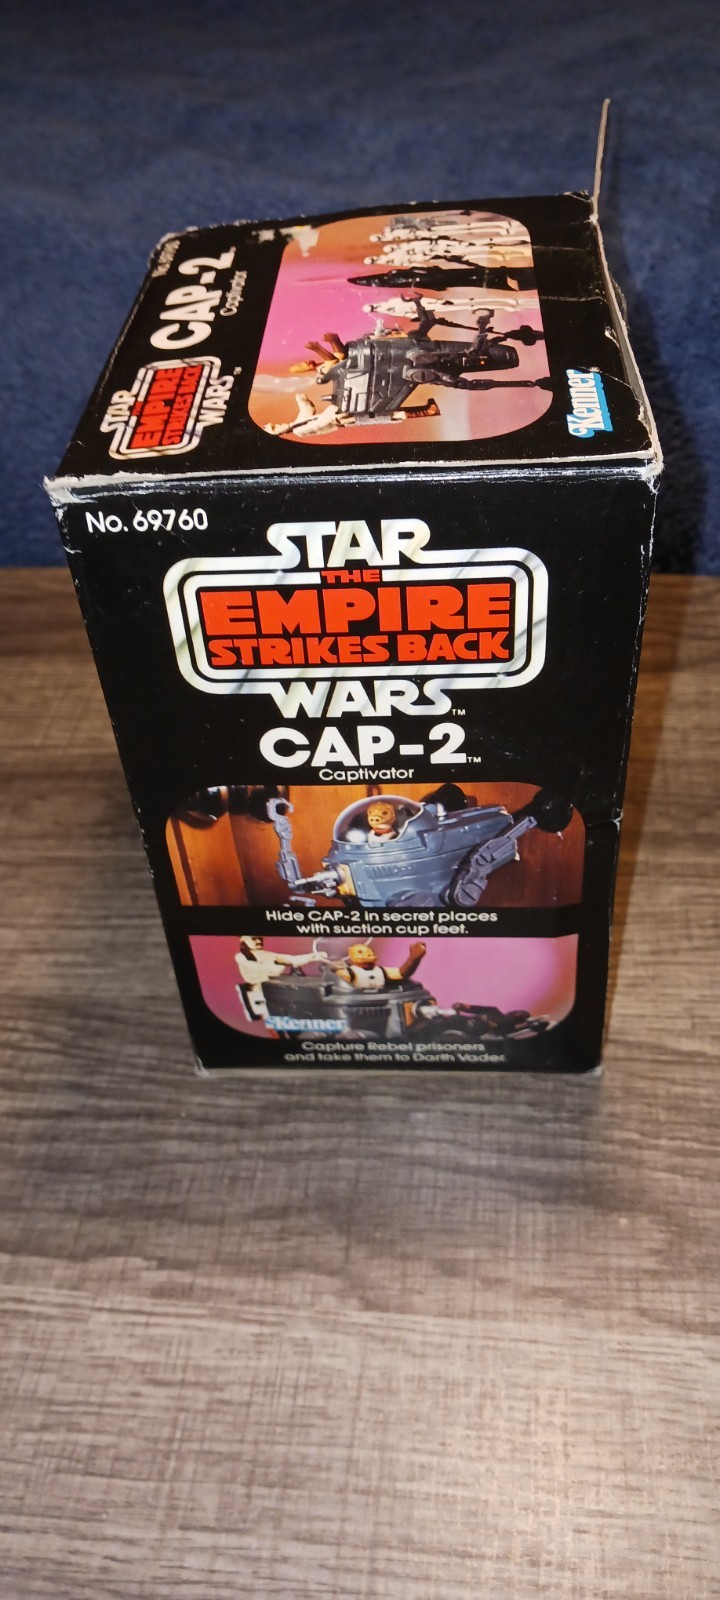 CAP-2
Captivator
STAR
THE
EMPIRE
STRIKES BACK
WARS
Kenner
No. 69760
STAR
THE
EMPIRE
STRIKES BACK
WARS™
CAP-2™
Captivator
Hide CAP-2 in secret places
with suction cup feet.
Kenner
Capture Rebel prisoners
and take them to Darth Vader.